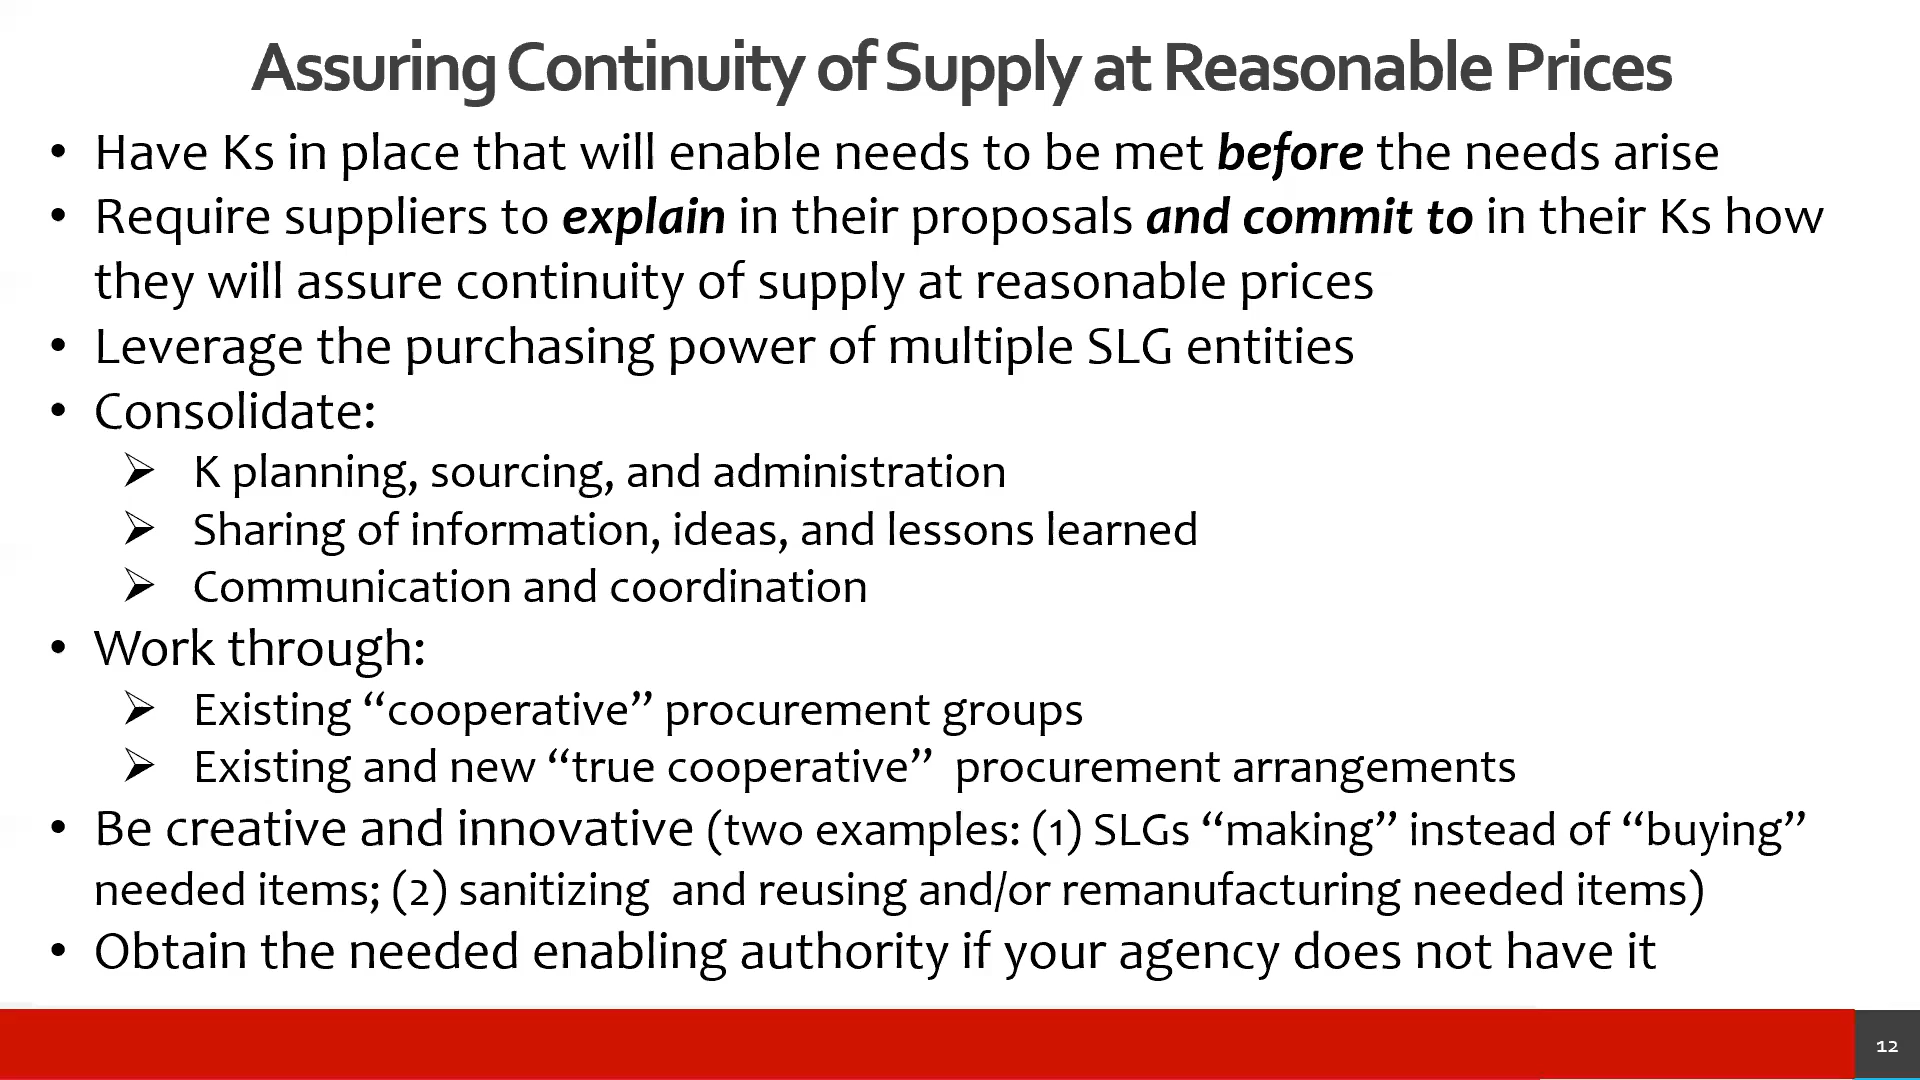 Assuring Continuity of Supply at Reasonable Prices
• Have Ks in place that will enable needs to be met before the needs arise
• Require suppliers to explain in their proposals and commit to in their Ks how
they will assure continuity of supply at reasonable prices
• Leverage the purchasing power of multiple SLG entities
• Consolidate:
➢ K planning, sourcing, and administration
➢ Sharing of information, ideas, and lessons learned
➢ Communication and coordination
• Work through:
➢ Existing “cooperative” procurement groups
➢ Existing and new “true cooperative”  procurement arrangements
• Be creative and innovative (two examples: (1) SLGs “making” instead of “buying”
needed items; (2) sanitizing  and reusing and/or remanufacturing needed items)
• Obtain the needed enabling authority if your agency does not have it
12